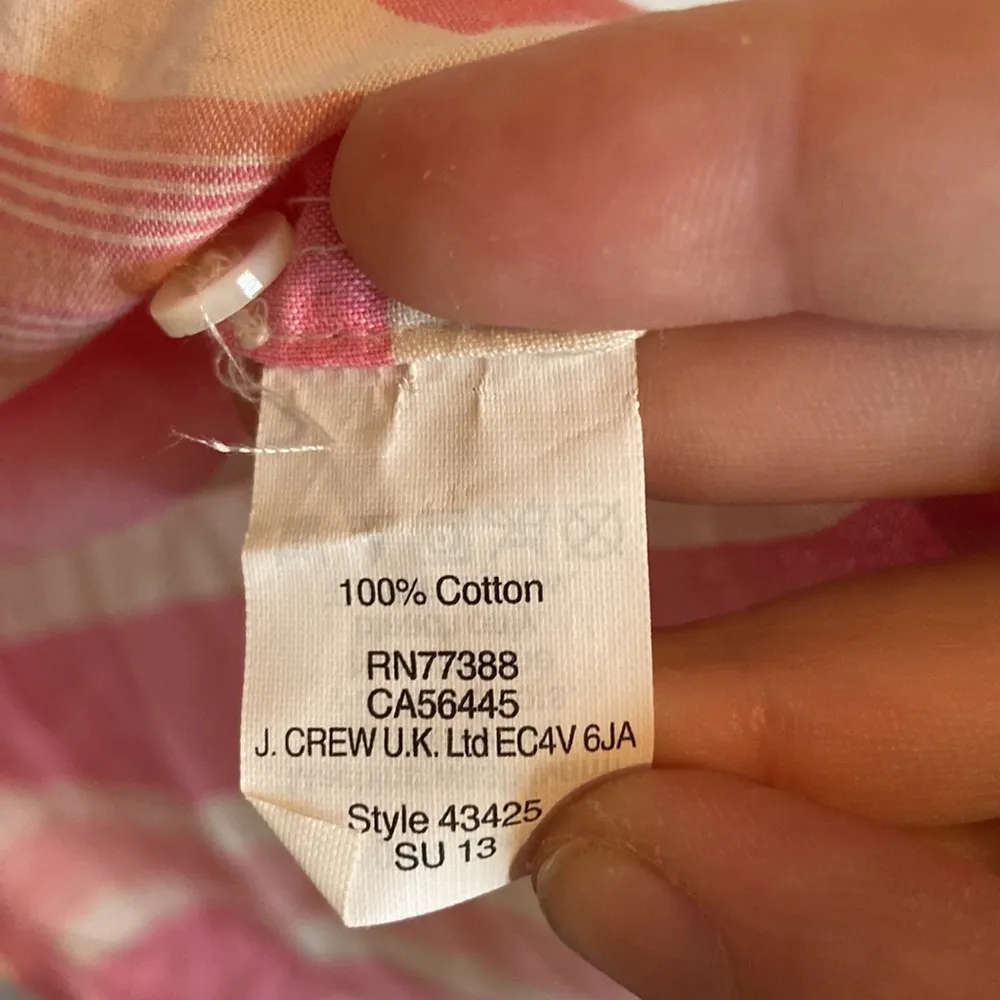 100% Cotton
RN77388
CA56445
J. CREW U.K. Ltd EC4V 6JA
Style 43425
SU 13